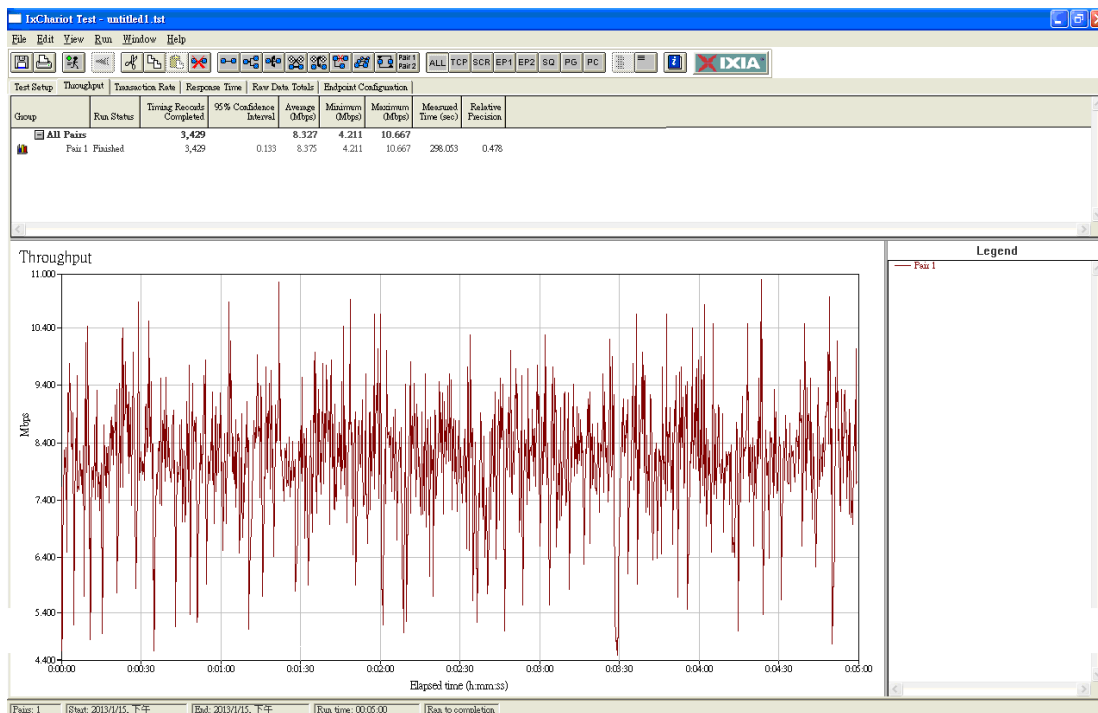 IxChariot Test - untitled1.tst
File Edit View Run Window Help
Pair 1 Pair 2 ALL TCP SCR EP1 EP2 SQ PG PC i XIXIA
Test Setup Throughput Transaction Rate Response Time Raw Data Totals Endpoint Configuration
Group Run Status Timing Records Completed 95% Confidence Interval Average (Mbps) Minimum (Mbps) Maximum (Mbps) Measured Time (sec) Relative Precision
All Pairs 3,429 8.327 4.211 10.667
Pair 1 Finished 3,429 0.133 8.375 4.211 10.667 298.053 0.478
Throughput
Legend
Pair 1
11.000
10.400
9.400
8.400
7.400
6.400
5.400
4.400
Mbps
0:00:00 0:00:30 0:01:00 0:01:30 0:02:00 0:02:30 0:03:00 0:03:30 0:04:00 0:04:30 0:05:00
Elapsed time (h:mm:ss)
Pairs: 1 Start: 2013/1/15, 下午 End: 2013/1/15, 下午 Run time: 00:05:00 Ran to completion